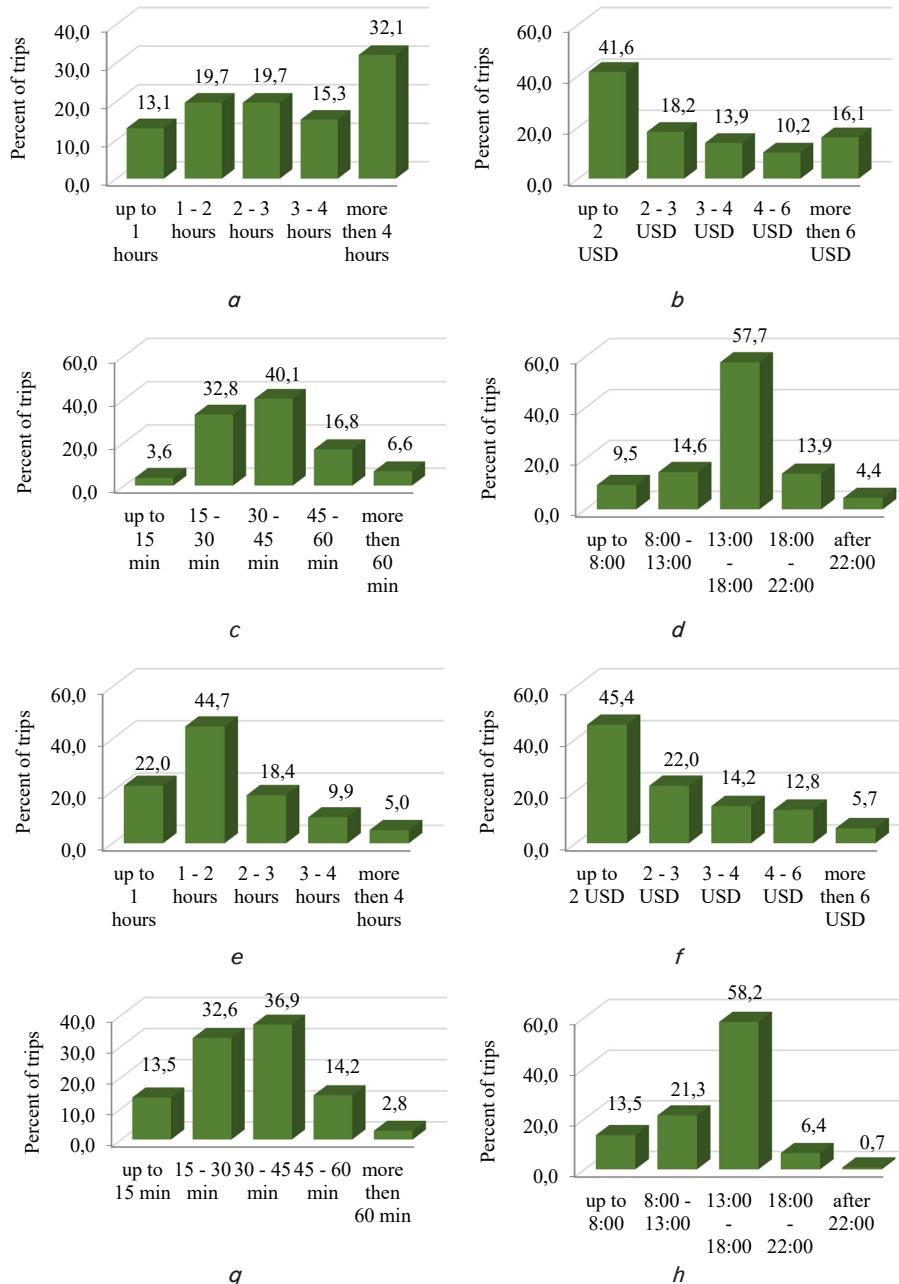 Percent of trips
40,0
30,0
20,0
10,0
0,0
13,1
19,7
19,7
15,3
32,1
up to 1 hours
1 - 2 hours
2 - 3 hours
3 - 4 hours
more then 4 hours
a
Percent of trips
60,0
40,0
20,0
0,0
41,6
18,2
13,9
10,2
16,1
up to 2 USD
2 - 3 USD
3 - 4 USD
4 - 6 USD
more then 6 USD
b
Percent of trips
60,0
40,0
20,0
0,0
3,6
32,8
40,1
16,8
6,6
up to 15 min
15 - 30 min
30 - 45 min
45 - 60 min
more then 60 min
c
Percent of trips
60,0
40,0
20,0
0,0
9,5
14,6
57,7
13,9
4,4
up to 8:00
8:00 - 13:00
13:00 - 18:00
18:00 - 22:00
after 22:00
d
Percent of trips
60,0
40,0
20,0
0,0
22,0
44,7
18,4
9,9
5,0
up to 1 hours
1 - 2 hours
2 - 3 hours
3 - 4 hours
more then 4 hours
e
Percent of trips
60,0
40,0
20,0
0,0
45,4
22,0
14,2
12,8
5,7
up to 2 USD
2 - 3 USD
3 - 4 USD
4 - 6 USD
more then 6 USD
f
Percent of trips
40,0
30,0
20,0
10,0
0,0
13,5
32,6
36,9
14,2
2,8
up to 15 min
15 - 30 min
30 - 45 min
45 - 60 min
more then 60 min
g
Percent of trips
60,0
40,0
20,0
0,0
13,5
21,3
58,2
6,4
0,7
up to 8:00
8:00 - 13:00
13:00 - 18:00
18:00 - 22:00
after 22:00
h